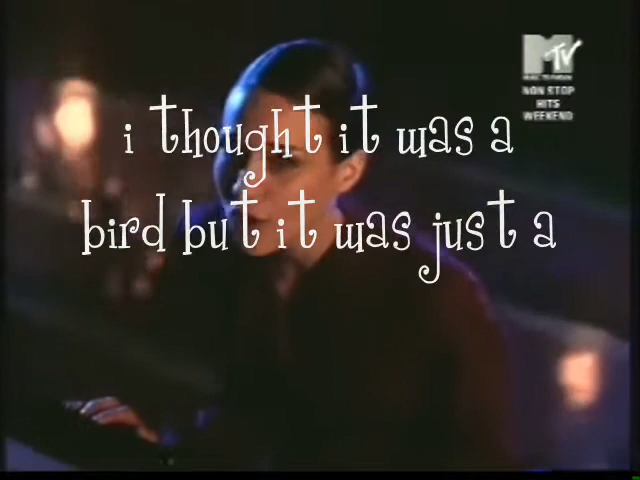 MTV
NON STOP
HITS
WEEKEND
i thought it was a
bird but it was just a